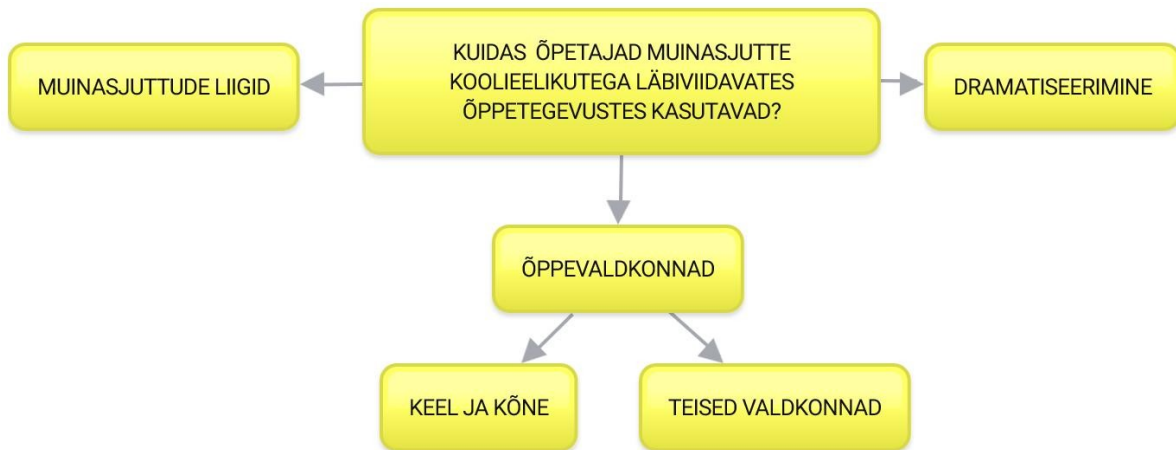 KUIDAS ÕPETAJAD MUINASJUTTE
KOOLIEELIKUTEGA LÄBIVIIDAVATES
ÕPPETEGEVUSTES KASUTAVAD?
MUINASJUTTUDE LIIGID
DRAMATISEERIMINE
ÕPPEVALDKONNAD
KEEL JA KÕNE
TEISED VALDKONNAD